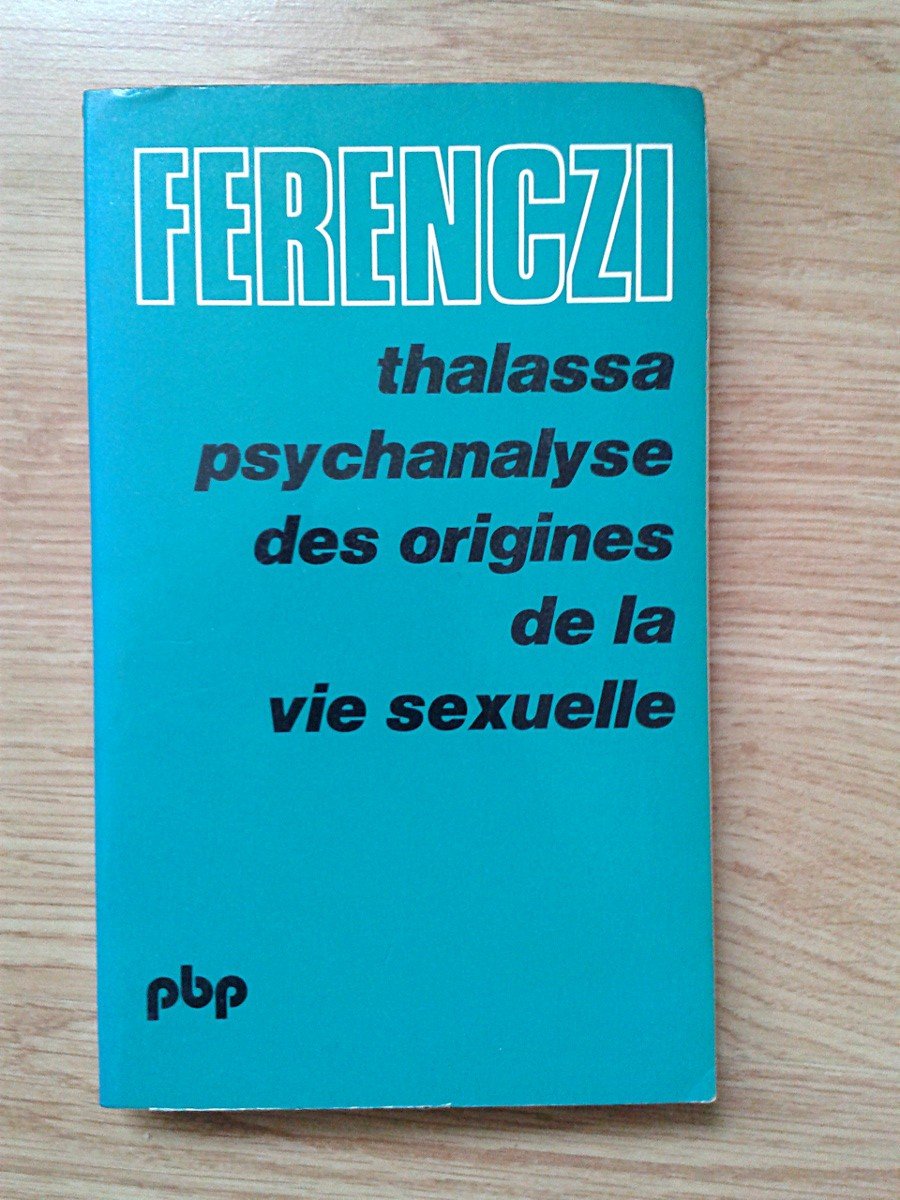 FERENCZI
thalassa
psychanalyse
des origines
de la
vie sexuelle
pbp